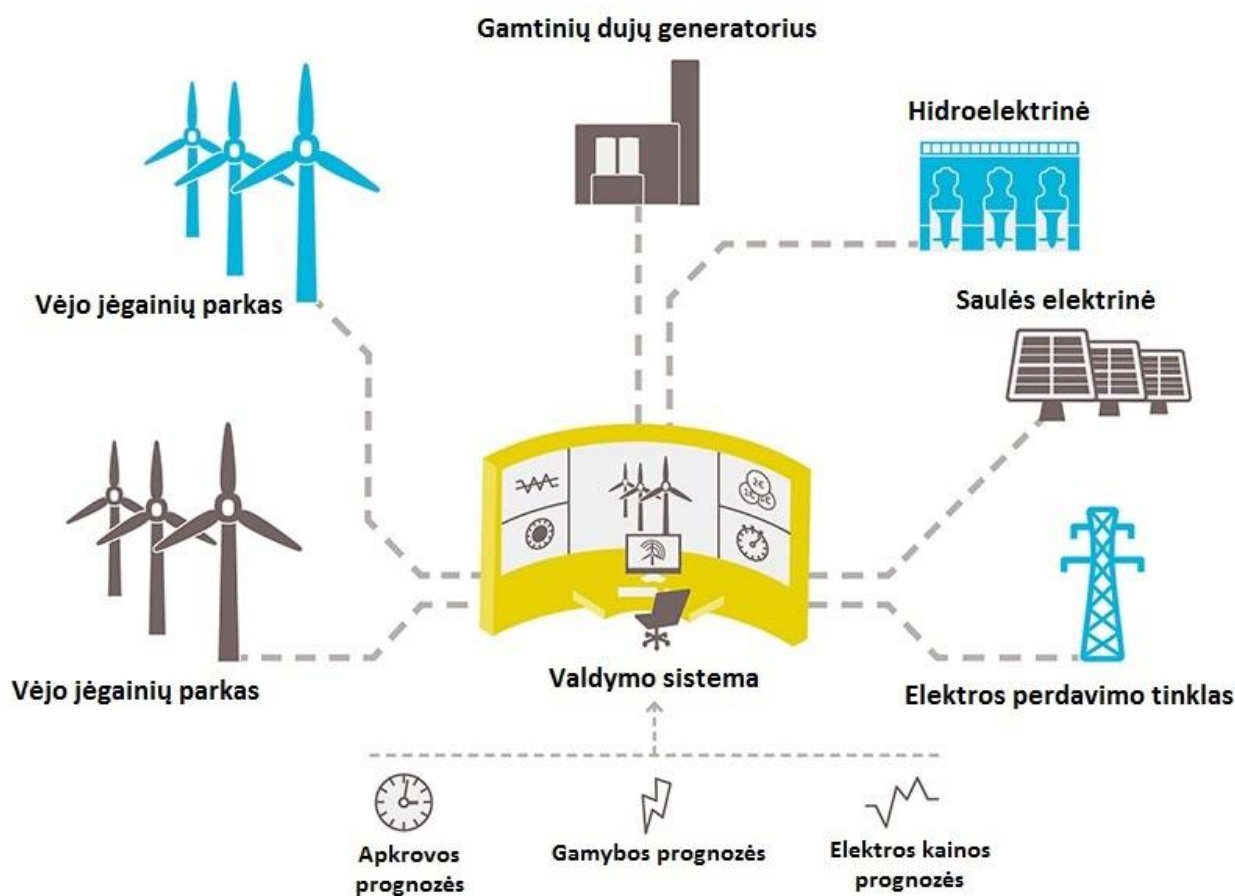 Gamtinių dujų generatorius
Hidroelektrinė
Vėjo jėgainių parkas
Saulės elektrinė
Vėjo jėgainių parkas
Valdymo sistema
Elektros perdavimo tinklas
Apkrovos
prognozės
Gamybos prognozės
Elektros kainos
prognozės